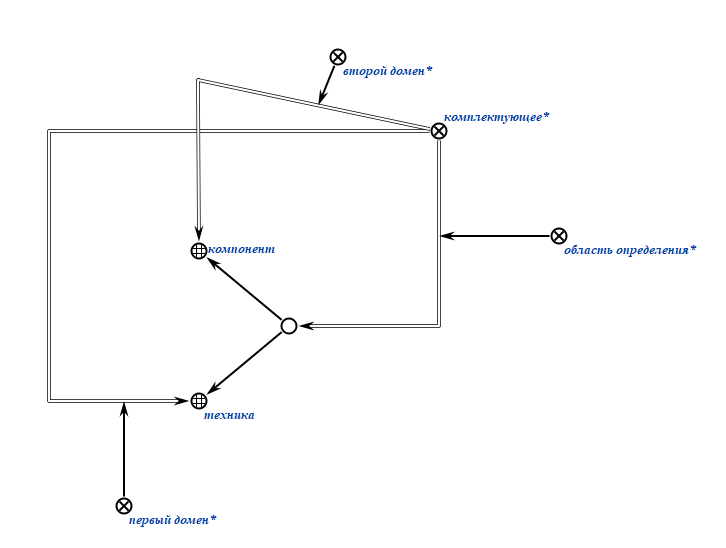 второй домен*
комплектующее*
компонент
область определения*
техника
первый домен*